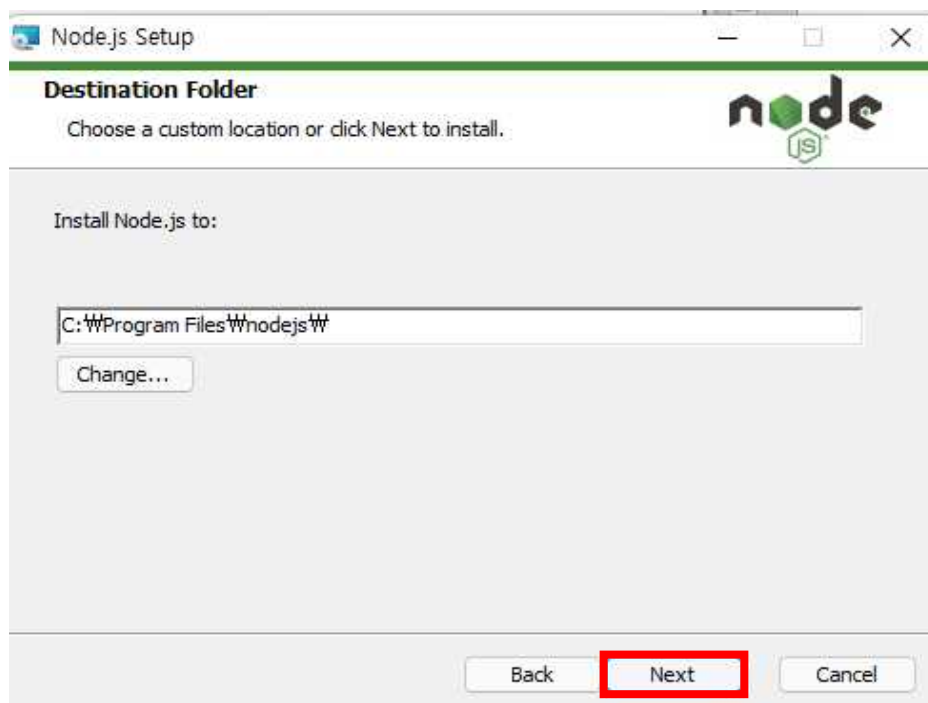 Node.js Setup
Destination Folder
Choose a custom location or click Next to install.
node
JS
Install Node.js to:
C:₩Program Files₩nodejs₩
Change...
Back Next Cancel